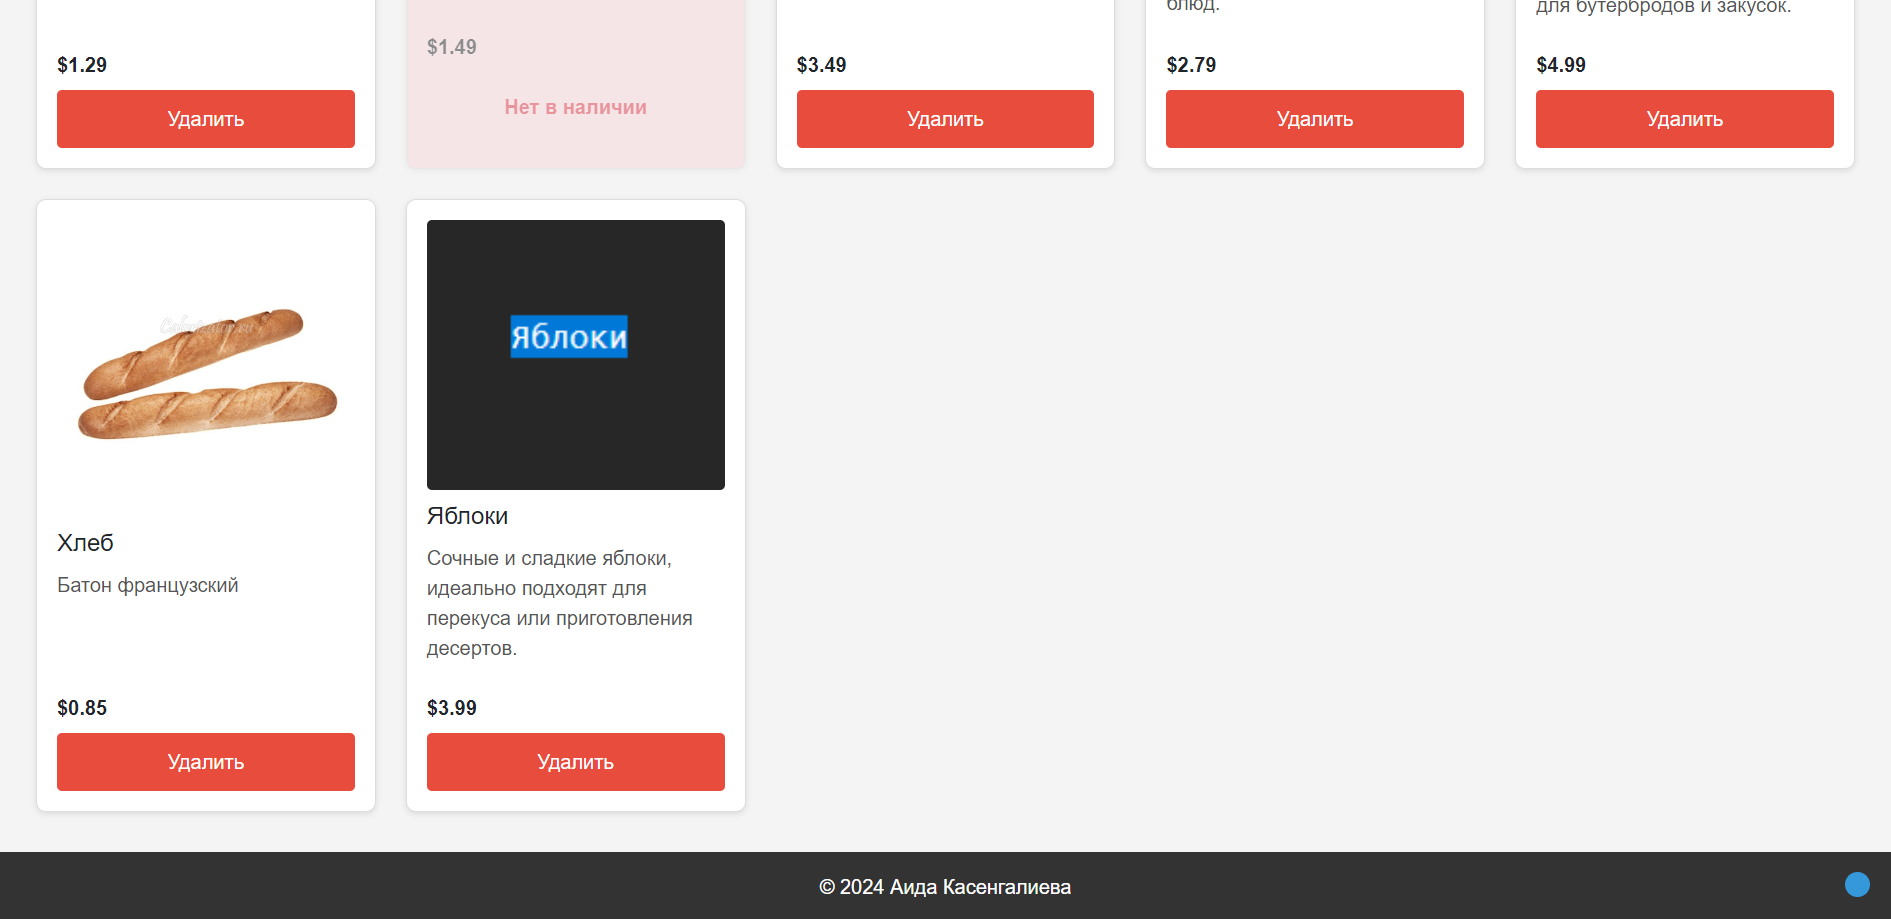 блюд.
для бутербродов и закусок.
$1.29
$1.49
$3.49
$2.79
$4.99
Удалить
Нет в наличии
Удалить
Удалить
Удалить
Яблоки
Хлеб
Батон французский
$0.85
Удалить
Яблоки
Сочные и сладкие яблоки,
идеально подходят для
перекуса или приготовления
десертов.
$3.99
Удалить
© 2024 Аида Касенгалиева